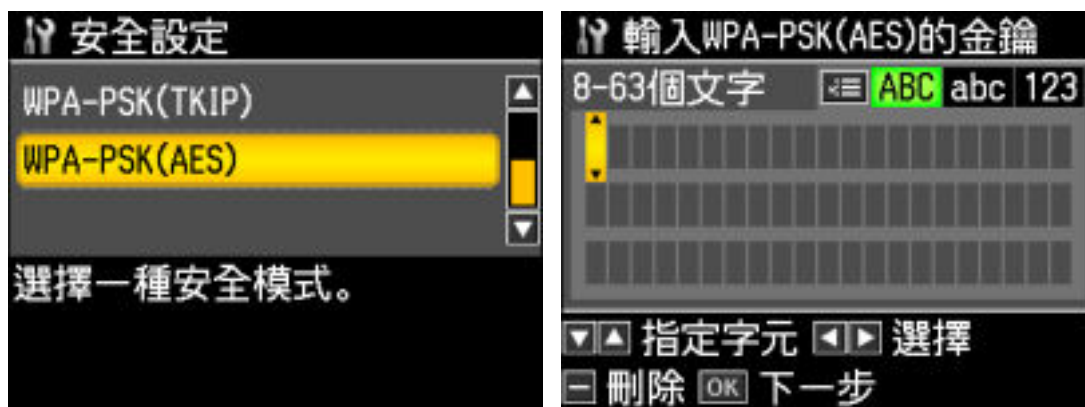 安全設定
WPA-PSK(TKIP)
WPA-PSK(AES)
選擇一種安全模式。
輸入WPA-PSK(AES)的金鑰
8-63個文字 ABC abc 123
▼▲ 指定字元 ◀▶ 選擇
− 刪除 OK 下一步